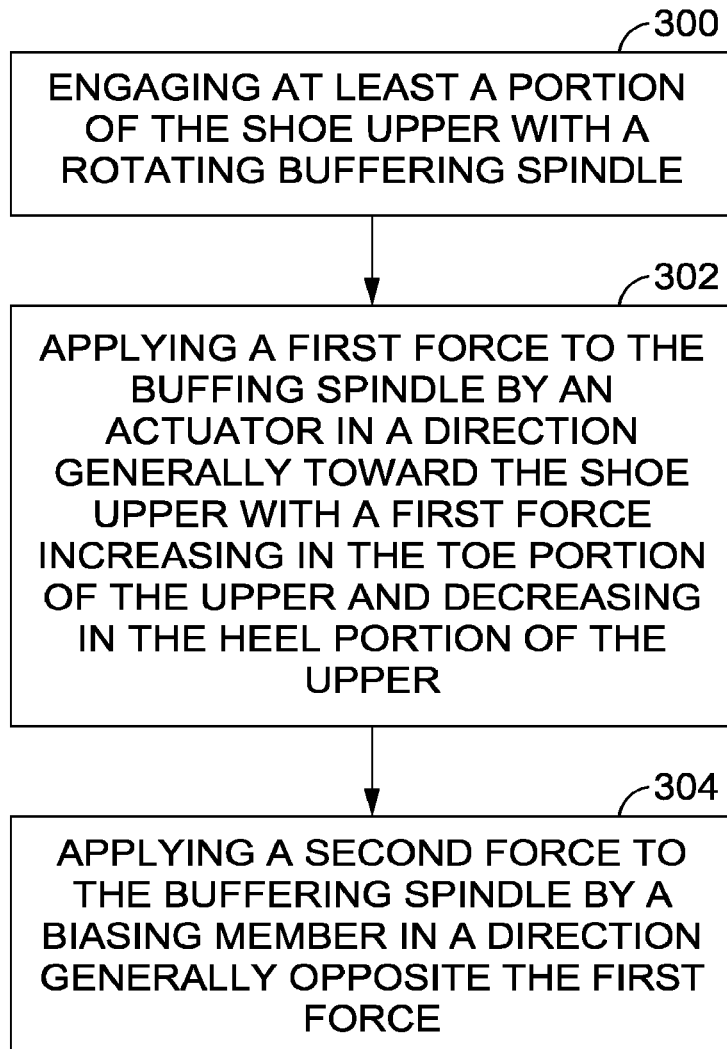 300
ENGAGING AT LEAST A PORTION
OF THE SHOE UPPER WITH A
ROTATING BUFFERING SPINDLE
302
APPLYING A FIRST FORCE TO THE
BUFFING SPINDLE BY AN
ACTUATOR IN A DIRECTION
GENERALLY TOWARD THE SHOE
UPPER WITH A FIRST FORCE
INCREASING IN THE TOE PORTION
OF THE UPPER AND DECREASING
IN THE HEEL PORTION OF THE
UPPER
304
APPLYING A SECOND FORCE TO
THE BUFFERING SPINDLE BY A
BIASING MEMBER IN A DIRECTION
GENERALLY OPPOSITE THE FIRST
FORCE